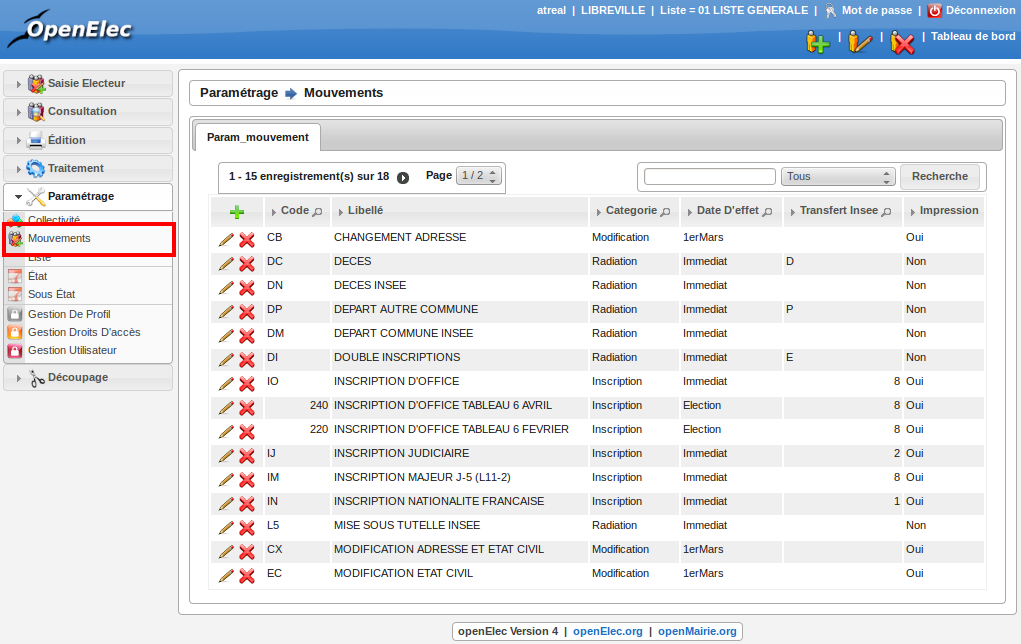 OpenElec
atreal | LIBREVILLE | Liste = 01 LISTE GENERALE | Mot de passe | Déconnexion
| | | Tableau de bord
Saisie Electeur
Consultation
Édition
Traitement
Paramétrage
Collectivité
Mouvements
Liste
État
Sous État
Gestion De Profil
Gestion Droits D'accès
Gestion Utilisateur
Découpage
Paramétrage Mouvements
Param_mouvement
1 - 15 enregistrement(s) sur 18 Page 1 / 2 Tous Recherche
Code Libellé Categorie Date D'effet Transfert Insee Impression
CB CHANGEMENT ADRESSE Modification 1erMars Oui
DC DECES Radiation Immediat D Non
DN DECES INSEE Radiation Immediat Non
DP DEPART AUTRE COMMUNE Radiation Immediat P Non
DM DEPART COMMUNE INSEE Radiation Immediat Non
DI DOUBLE INSCRIPTIONS Radiation Immediat E Non
IO INSCRIPTION D'OFFICE Inscription Immediat 8 Oui
240 INSCRIPTION D'OFFICE TABLEAU 6 AVRIL Inscription Election 8 Oui
220 INSCRIPTION D'OFFICE TABLEAU 6 FEVRIER Inscription Election 8 Oui
IJ INSCRIPTION JUDICIAIRE Inscription Immediat 2 Oui
IM INSCRIPTION MAJEUR J-5 (L11-2) Inscription Immediat 8 Oui
IN INSCRIPTION NATIONALITE FRANCAISE Inscription Immediat 1 Oui
L5 MISE SOUS TUTELLE INSEE Radiation Immediat Non
CX MODIFICATION ADRESSE ET ETAT CIVIL Modification 1erMars Oui
EC MODIFICATION ETAT CIVIL Modification 1erMars Oui
openElec Version 4 | openElec.org | openMairie.org